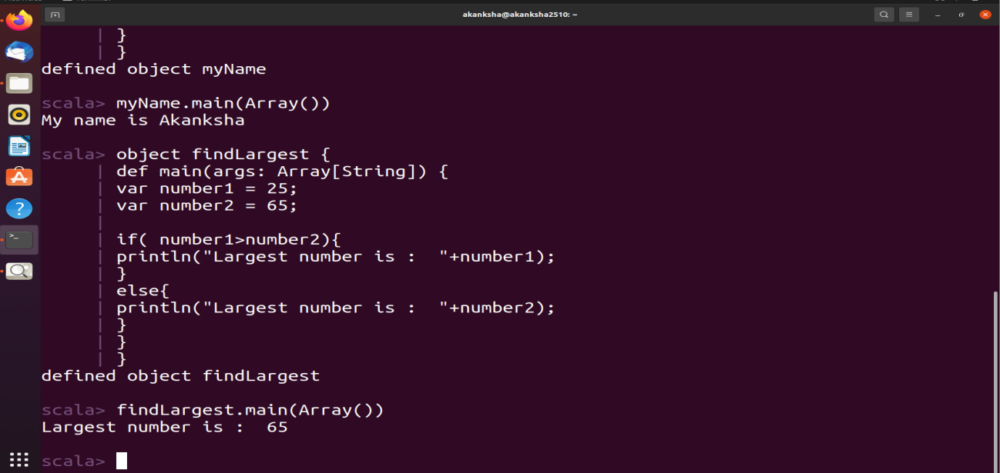 akanksha@akanksha2510: ~
| }
| }
defined object myName
scala> myName.main(Array())
My name is Akanksha
scala> object findLargest {
| def main(args: Array[String]) {
| var number1 = 25;
| var number2 = 65;
|
| if( number1>number2){
| println("Largest number is :  "+number1);
| }
| else{
| println("Largest number is :  "+number2);
| }
| }
| }
defined object findLargest
scala> findLargest.main(Array())
Largest number is :  65
scala>